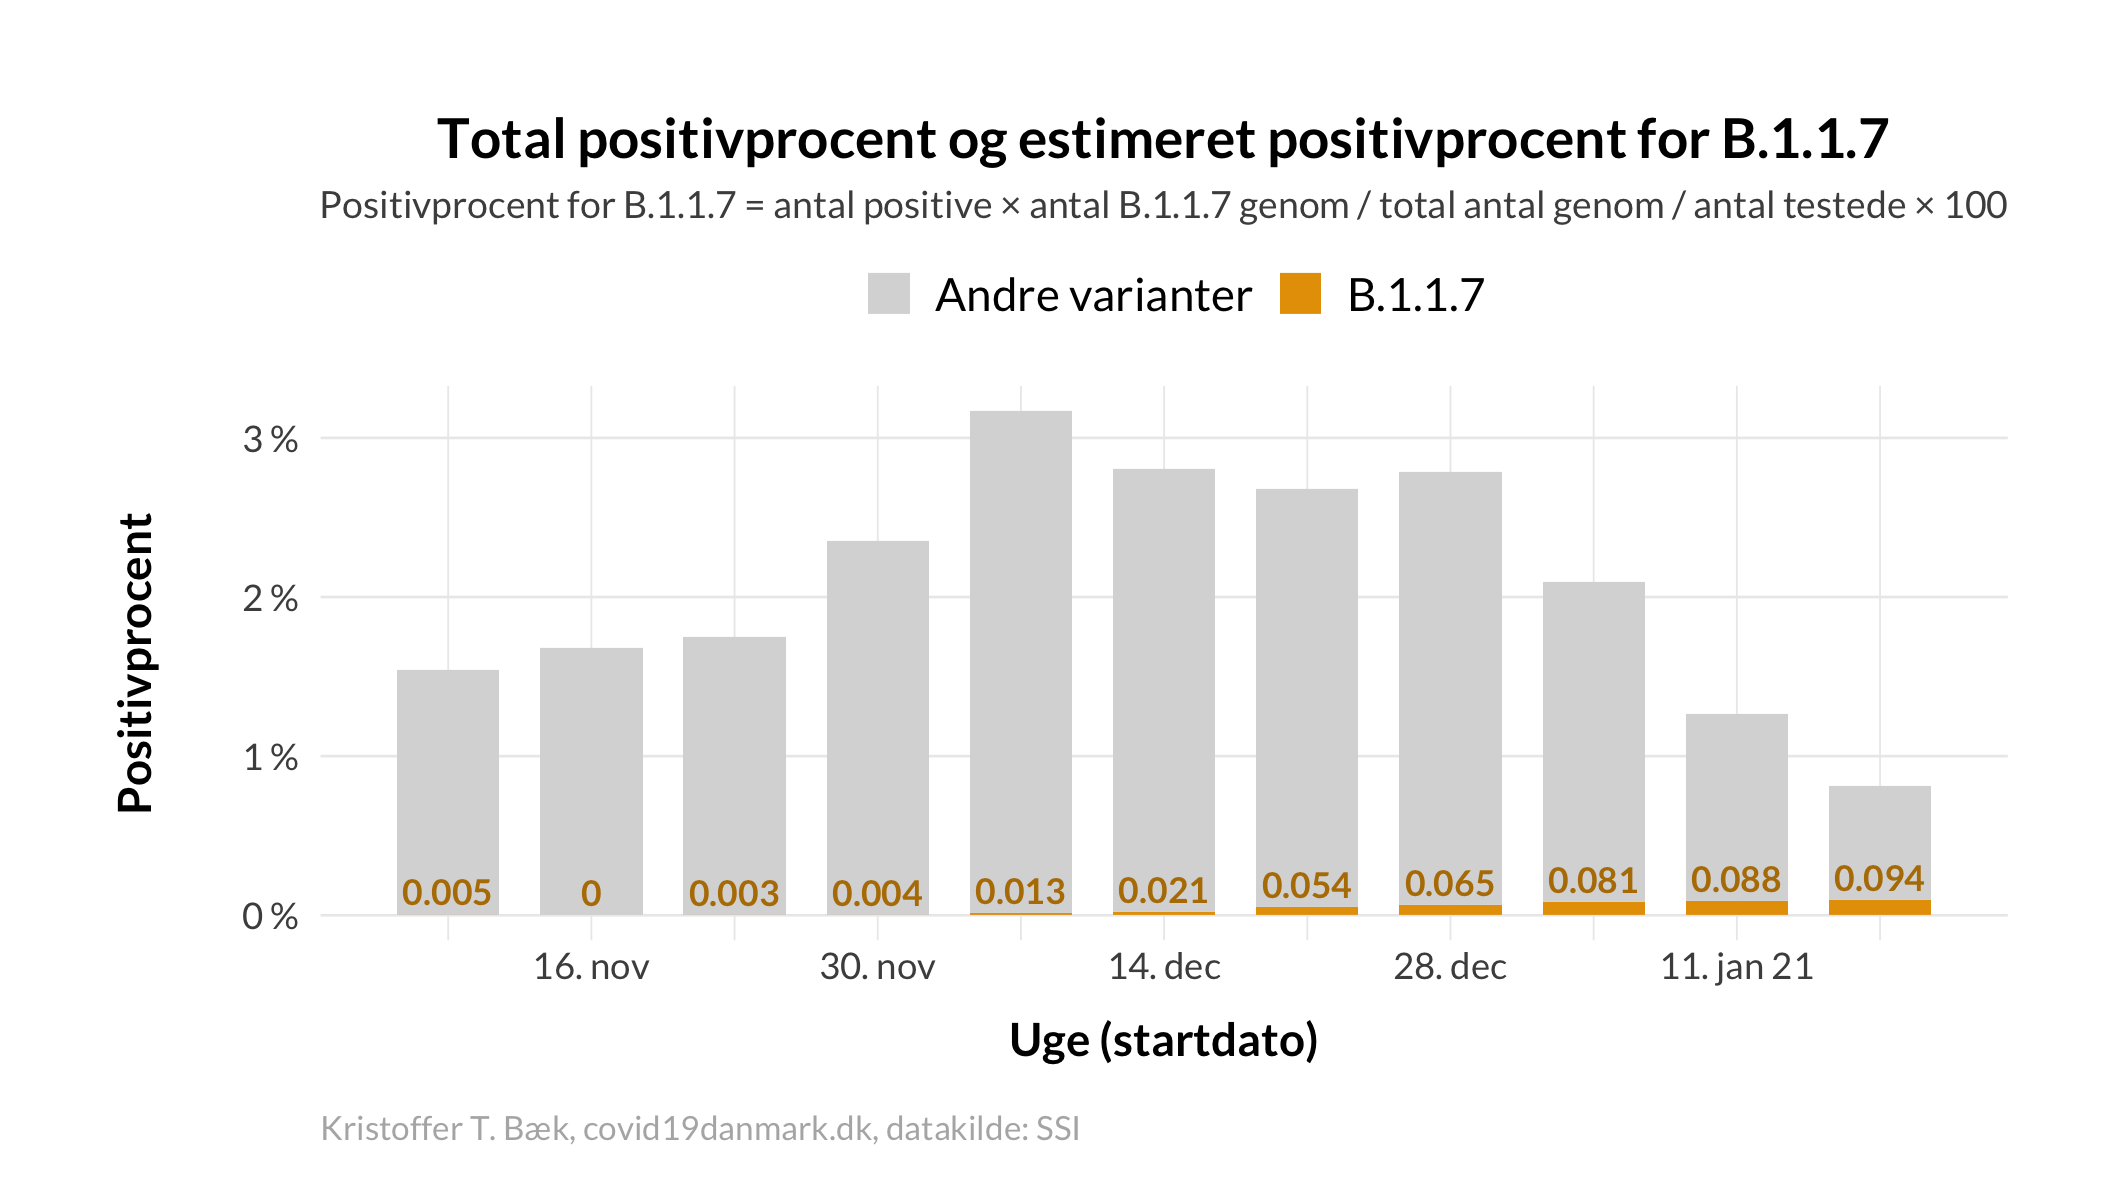 Total positivprocent og estimeret positivprocent for B.1.1.7
Positivprocent for B.1.1.7 = antal positive × antal B.1.1.7 genom / total antal genom / antal testede × 100
Andre varianter B.1.1.7
Positivprocent
3 %
2 %
1 %
0 %
0.005 0 0.003 0.004 0.013 0.021 0.054 0.065 0.081 0.088 0.094
16. nov 30. nov 14. dec 28. dec 11. jan 21
Uge (startdato)
Kristoffer T. Bæk, covid19danmark.dk, datakilde: SSI